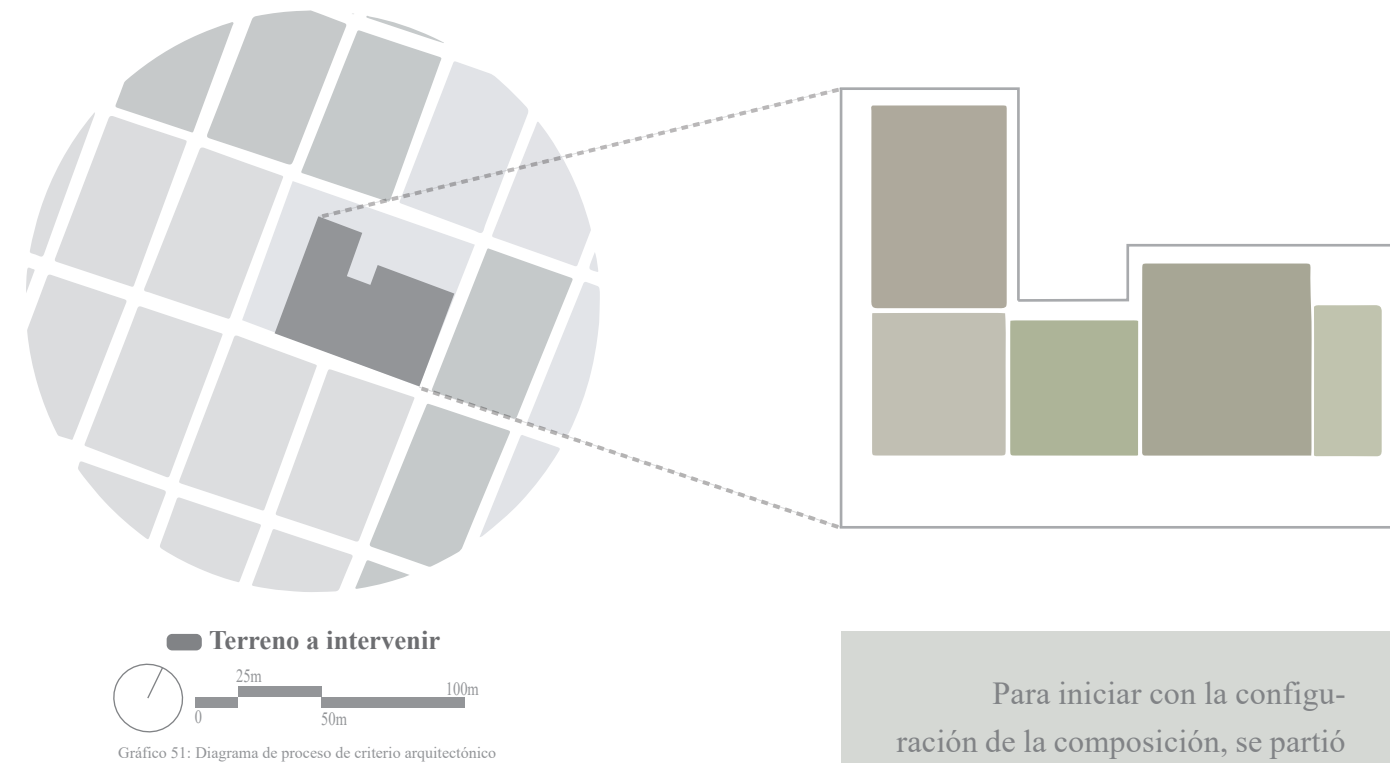 Terreno a intervenir
25m
100m
0
50m
Gráfico 51: Diagrama de proceso de criterio arquitectónico
Para iniciar con la configu-
ración de la composición, se partió